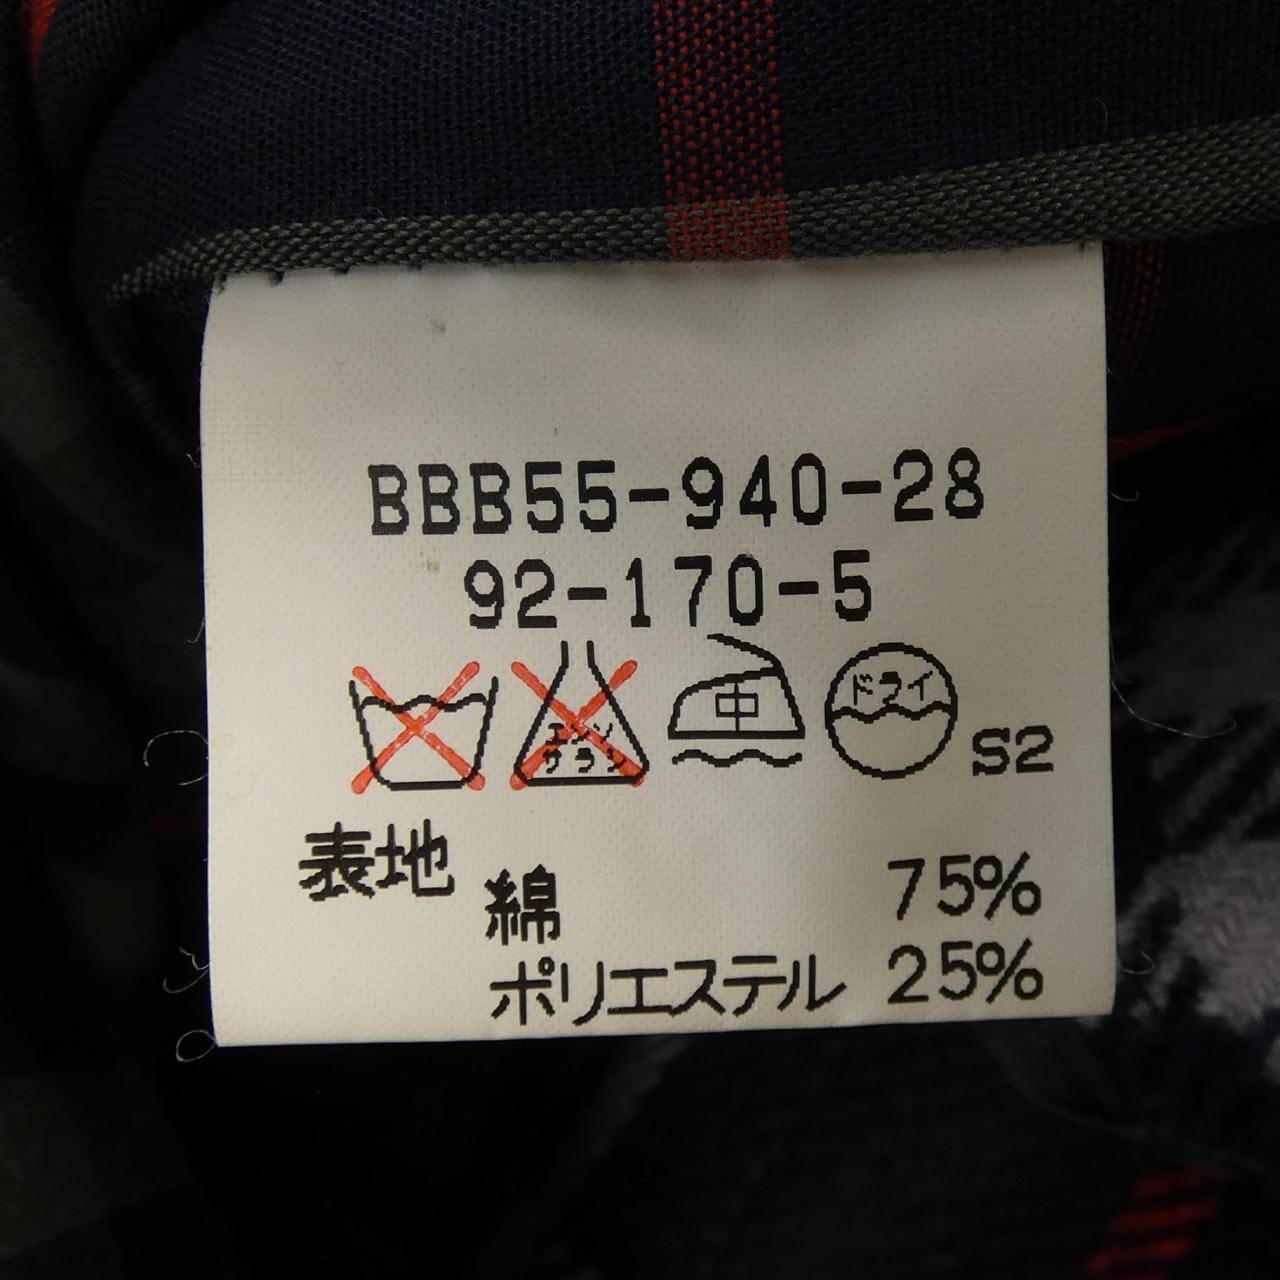 BBB55-940-28
92-170-5
エンソ
サラシ
中
ドライ
S2
表地
綿 75%
ポリエステル 25%